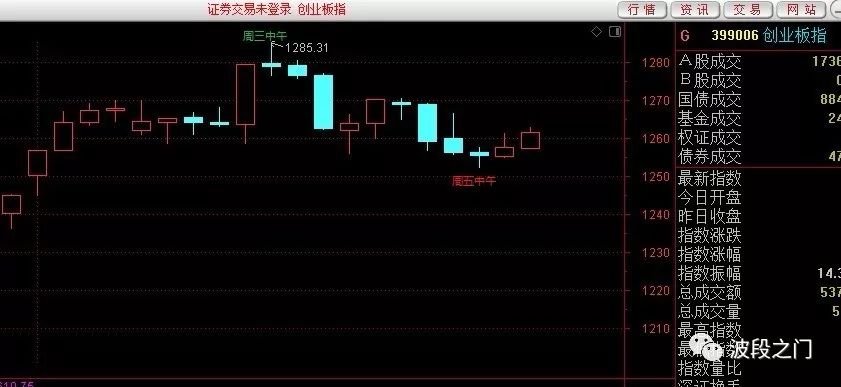 证券交易未登录 创业板指
行情 资讯 交易 网站
周三中午
1285.31
周五中午
1280
1270
1260
1250
1240
1230
1220
1210
G 399006 创业板指
A股成交 1736
B股成交 0
国债成交 884
基金成交 24
权证成交
债券成交 47
最新指数
今日开盘
昨日收盘
指数涨跌
指数涨幅
指数振幅 14.3
总成交额 537
总成交量 5
最高指数
指数量比
波段之门